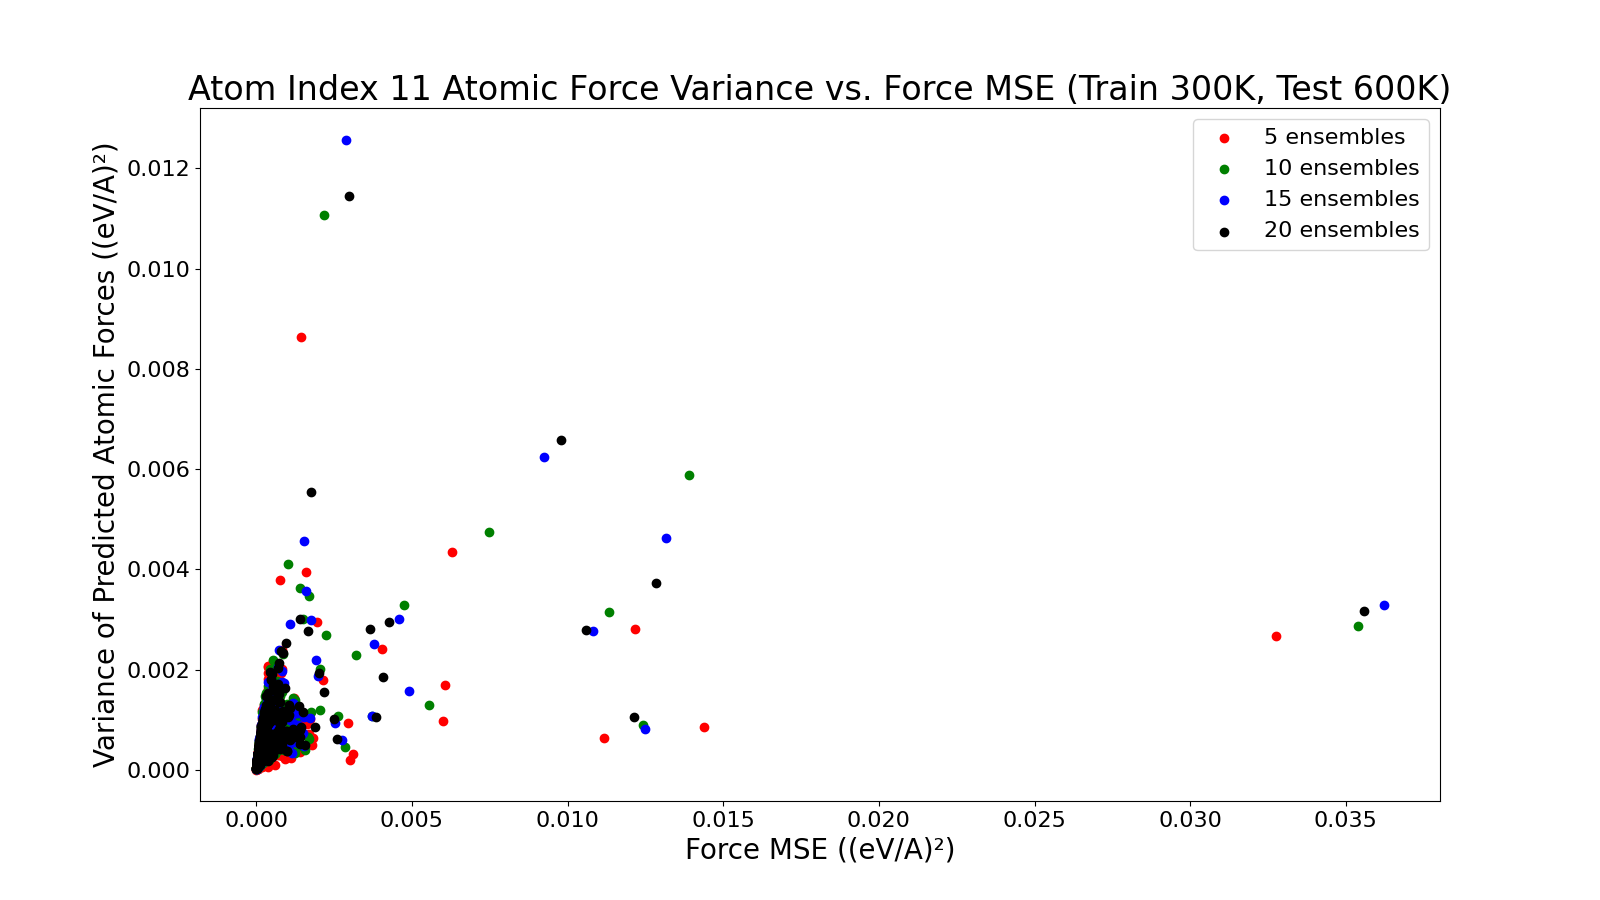 Atom Index 11 Atomic Force Variance vs. Force MSE (Train 300K, Test 600K)
5 ensembles
10 ensembles
15 ensembles
20 ensembles
Variance of Predicted Atomic Forces ((eV/A)²)
0.012
0.010
0.008
0.006
0.004
0.002
0.000
0.000 0.005 0.010 0.015 0.020 0.025 0.030 0.035
Force MSE ((eV/A)²)